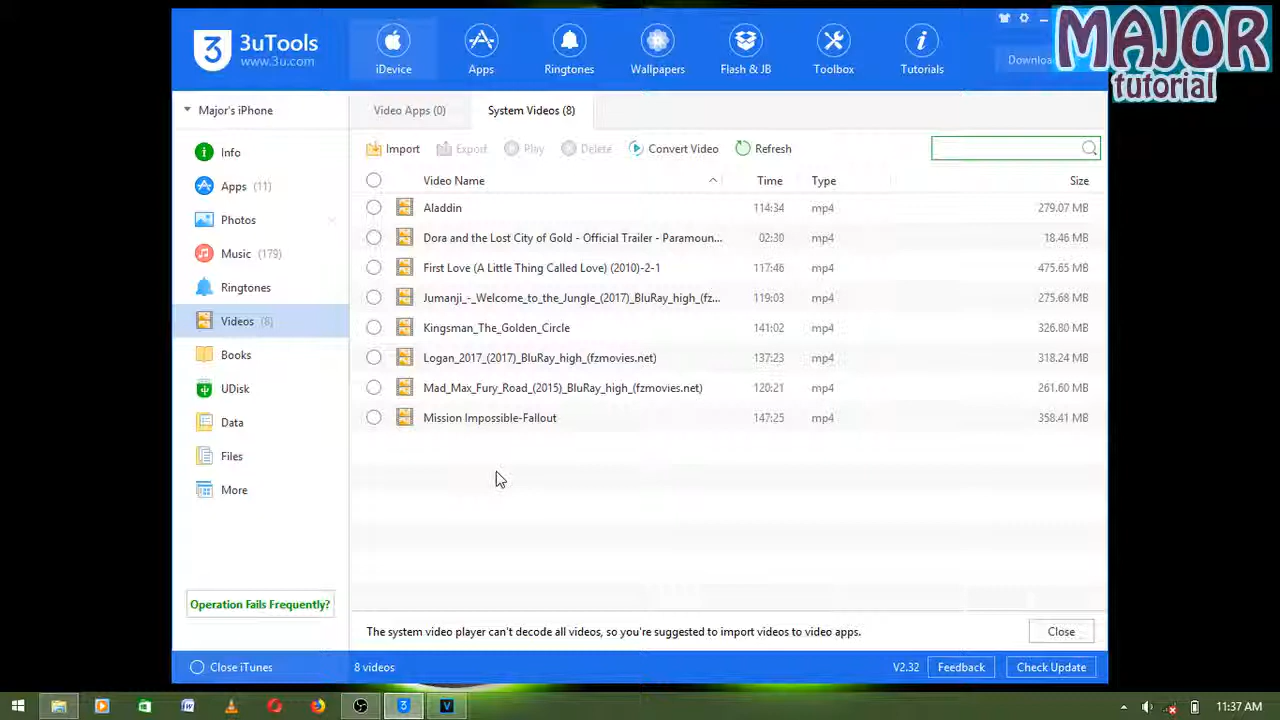 3 3uTools
www.3u.com
iDevice Apps Ringtones Wallpapers Flash & JB Toolbox Tutorials
MAJOR
tutorial
Major's iPhone
Video Apps (0) System Videos (8)
Import Export Play Delete Convert Video Refresh
Info
Apps (11)
Photos
Music (179)
Ringtones
Videos (8)
Books
UDisk
Data
Files
More
Video Name Time Type Size
Aladdin 114:34 mp4 279.07 MB
Dora and the Lost City of Gold - Official Trailer - Paramoun... 02:30 mp4 18.46 MB
First Love (A Little Thing Called Love) (2010)-2-1 117:46 mp4 475.65 MB
Jumanji_-_Welcome_to_the_Jungle_(2017)_BluRay_high_(fz... 119:03 mp4 275.68 MB
Kingsman_The_Golden_Circle 141:02 mp4 326.80 MB
Logan_2017_(2017)_BluRay_high_(fzmovies.net) 137:23 mp4 318.24 MB
Mad_Max_Fury_Road_(2015)_BluRay_high_(fzmovies.net) 120:21 mp4 261.60 MB
Mission Impossible-Fallout 147:25 mp4 358.41 MB
Operation Fails Frequently?
The system video player can't decode all videos, so you're suggested to import videos to video apps. Close
Close iTunes 8 videos V2.32 Feedback Check Update
11:37 AM